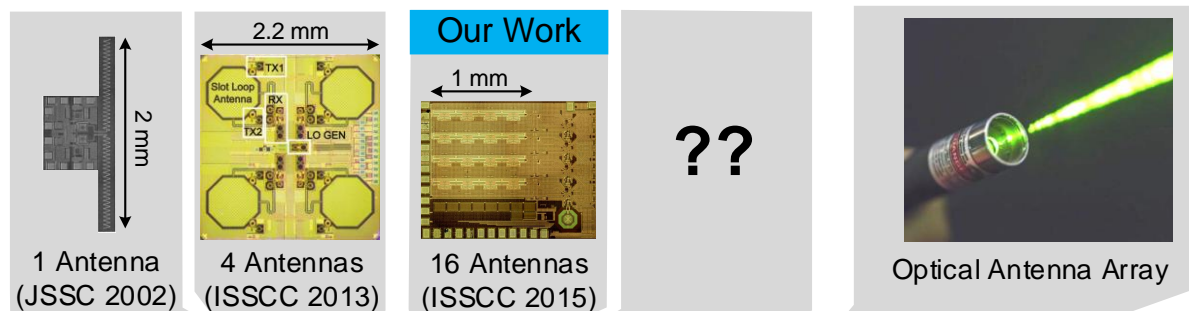 2 mm
1 Antenna
(JSSC 2002)
2.2 mm
TX1
Slot Loop
Antenna
RX
TX2
LO GEN
4 Antennas
(ISSCC 2013)
Our Work
1 mm
16 Antennas
(ISSCC 2015)
??
Optical Antenna Array